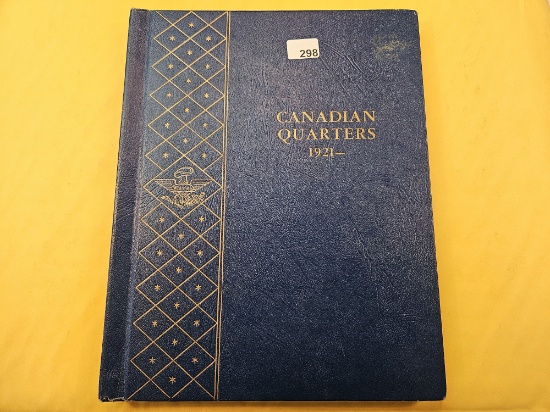 298
CANADIAN
QUARTERS
1921—